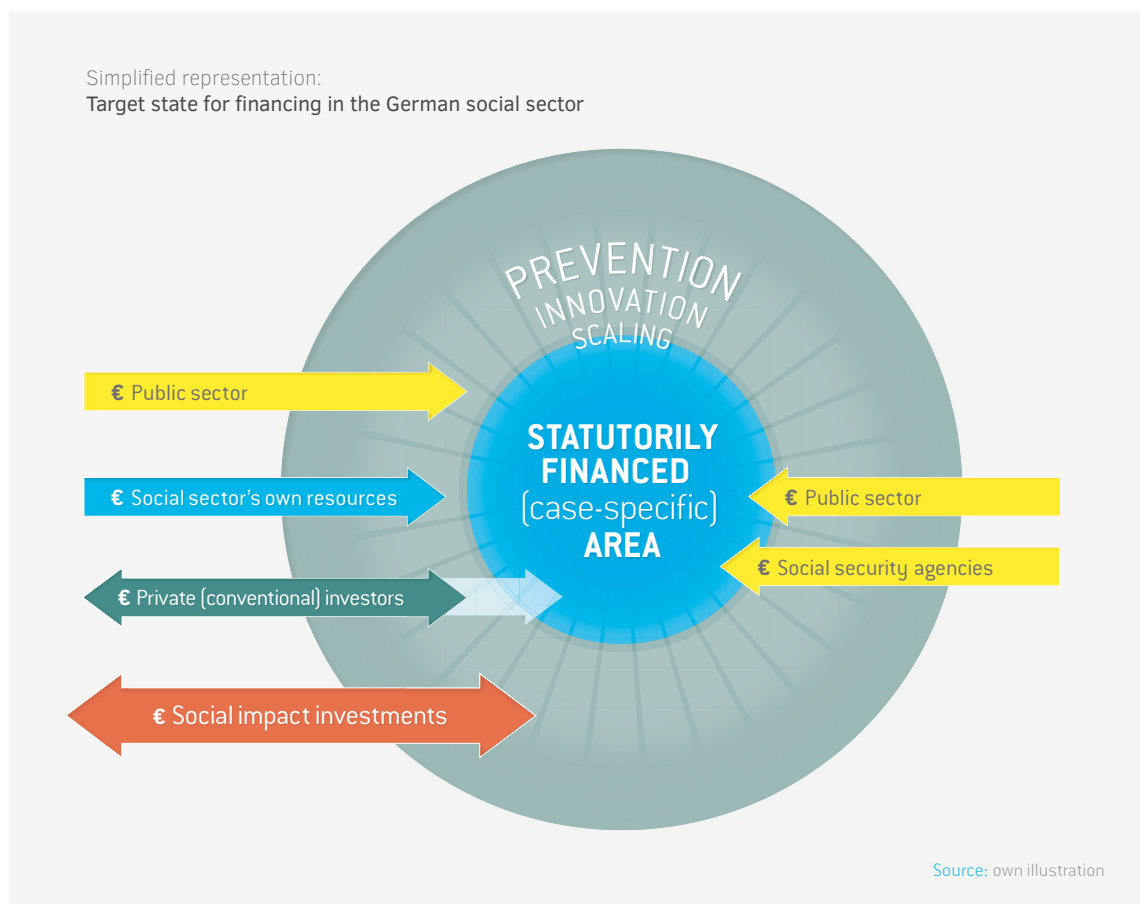 Simplified representation:
Target state for financing in the German social sector
PREVENTION
INNOVATION
SCALING
€ Public sector
STATUTORILY
FINANCED
(case-specific)
AREA
€ Social sector's own resources
€ Public sector
€ Social security agencies
€ Private (conventional) investors
€ Social impact investments
Source: own illustration